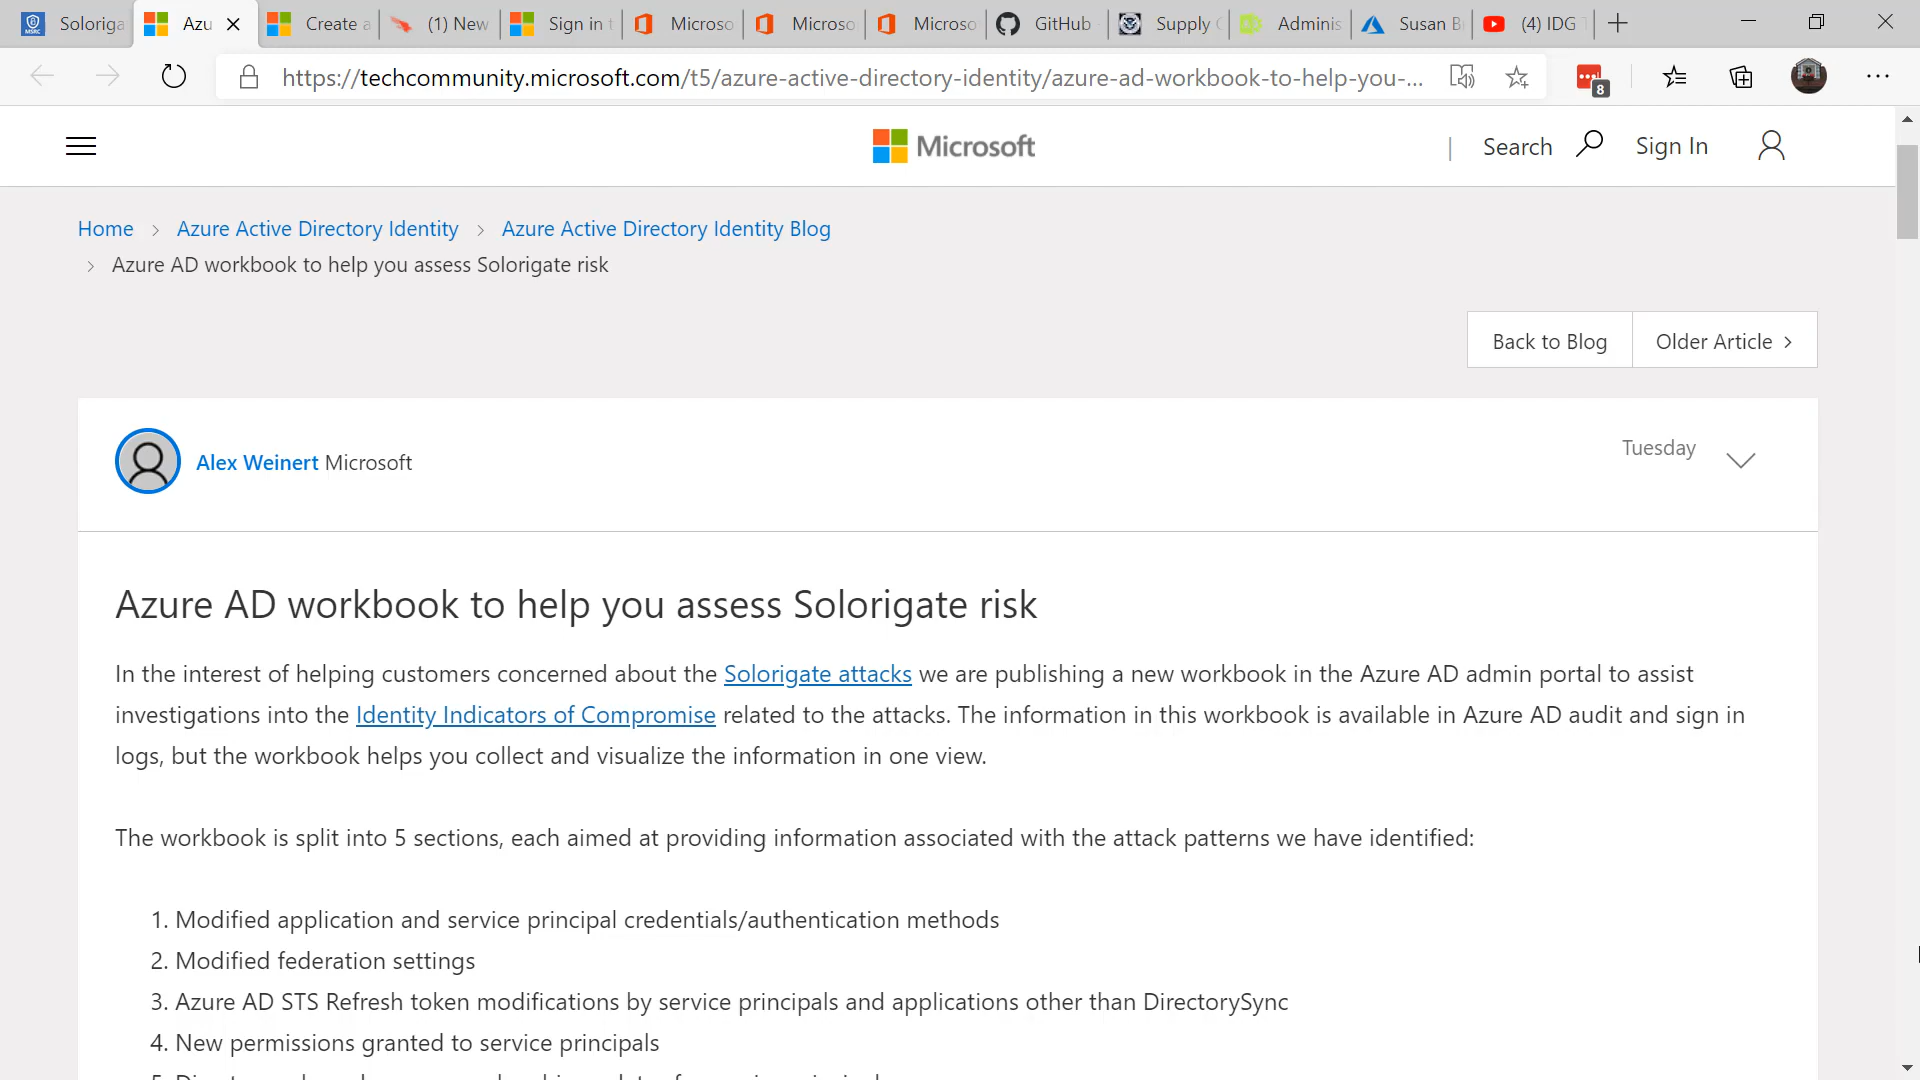 Soloriga
Azu
Create a
(1) New
Sign in t
Microso
Microso
Microso
GitHub
Supply C
Adminis
Susan B
(4) IDG T
https://techcommunity.microsoft.com/t5/azure-active-directory-identity/azure-ad-workbook-to-help-you-...
8
Microsoft
| Search
Sign In
Home > Azure Active Directory Identity > Azure Active Directory Identity Blog
> Azure AD workbook to help you assess Solorigate risk
Back to Blog
Older Article >
Alex Weinert Microsoft
Tuesday
Azure AD workbook to help you assess Solorigate risk
In the interest of helping customers concerned about the Solorigate attacks we are publishing a new workbook in the Azure AD admin portal to assist
investigations into the Identity Indicators of Compromise related to the attacks. The information in this workbook is available in Azure AD audit and sign in
logs, but the workbook helps you collect and visualize the information in one view.
The workbook is split into 5 sections, each aimed at providing information associated with the attack patterns we have identified:
1. Modified application and service principal credentials/authentication methods
2. Modified federation settings
3. Azure AD STS Refresh token modifications by service principals and applications other than DirectorySync
4. New permissions granted to service principals